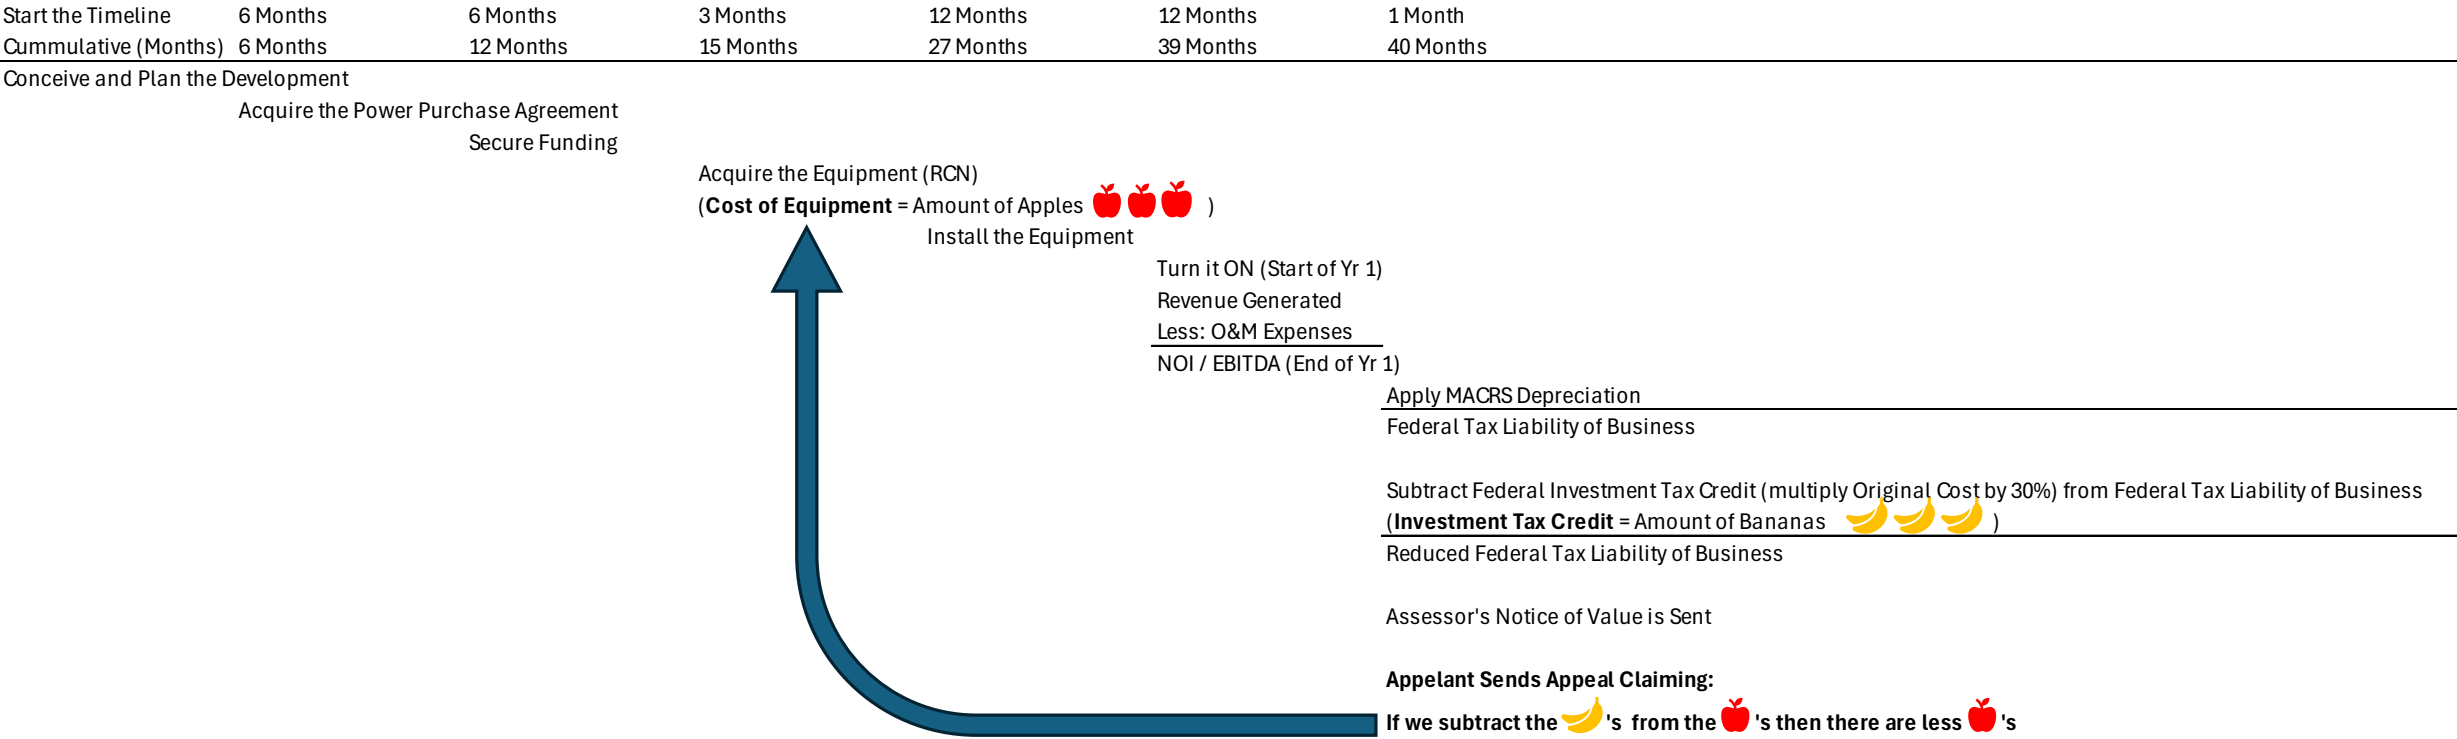 Start the Timeline 6 Months 6 Months 3 Months 12 Months 12 Months 1 Month
Cummulative (Months) 6 Months 12 Months 15 Months 27 Months 39 Months 40 Months
Conceive and Plan the Development
Acquire the Power Purchase Agreement
Secure Funding
Acquire the Equipment (RCN)
(Cost of Equipment = Amount of Apples )
Install the Equipment
Turn it ON (Start of Yr 1)
Revenue Generated
Less: O&M Expenses
NOI / EBITDA (End of Yr 1)
Apply MACRS Depreciation
Federal Tax Liability of Business
Subtract Federal Investment Tax Credit (multiply Original Cost by 30%) from Federal Tax Liability of Business
(Investment Tax Credit = Amount of Bananas )
Reduced Federal Tax Liability of Business
Assessor's Notice of Value is Sent
Appelant Sends Appeal Claiming:
If we subtract the 's from the 's then there are less 's